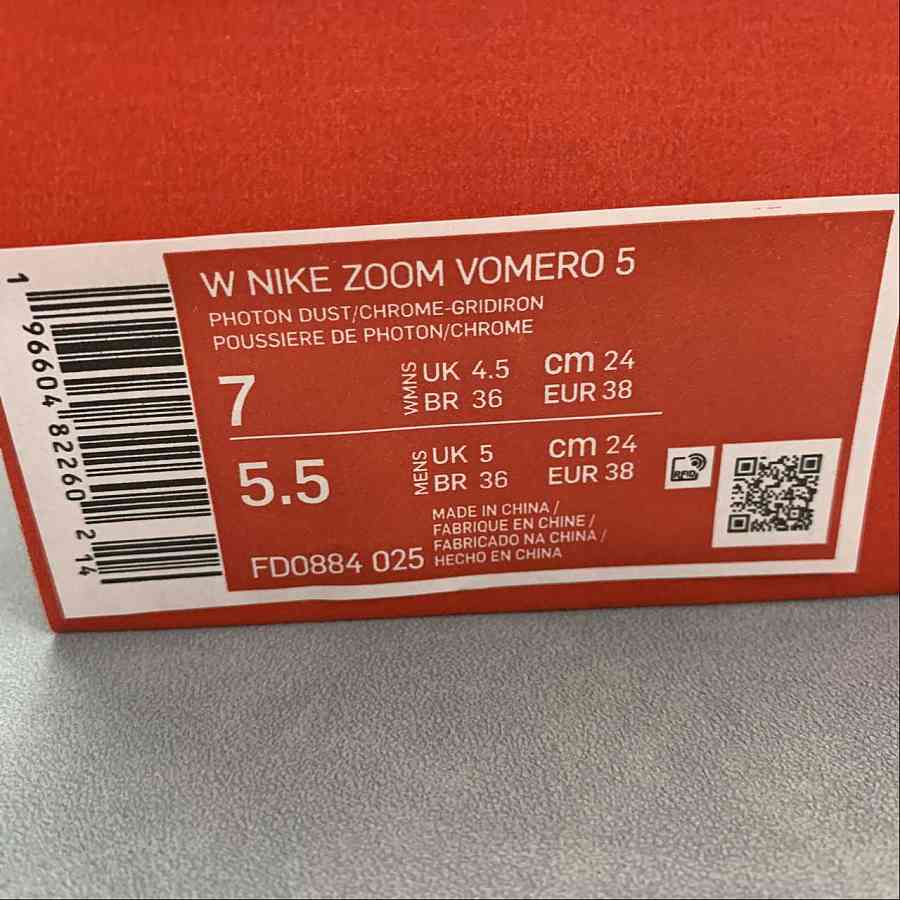 W NIKE ZOOM VOMERO 5
PHOTON DUST/CHROME-GRIDIRON
POUSSIERE DE PHOTON/CHROME
7
WMNS
UK 4.5 cm 24
BR 36 EUR 38
5.5
MENS
UK 5 cm 24
BR 36 EUR 38
MADE IN CHINA /
FABRIQUE EN CHINE /
FABRICADO NA CHINA /
HECHO EN CHINA
FD0884 025
RFID
1 96604 82260 2 14